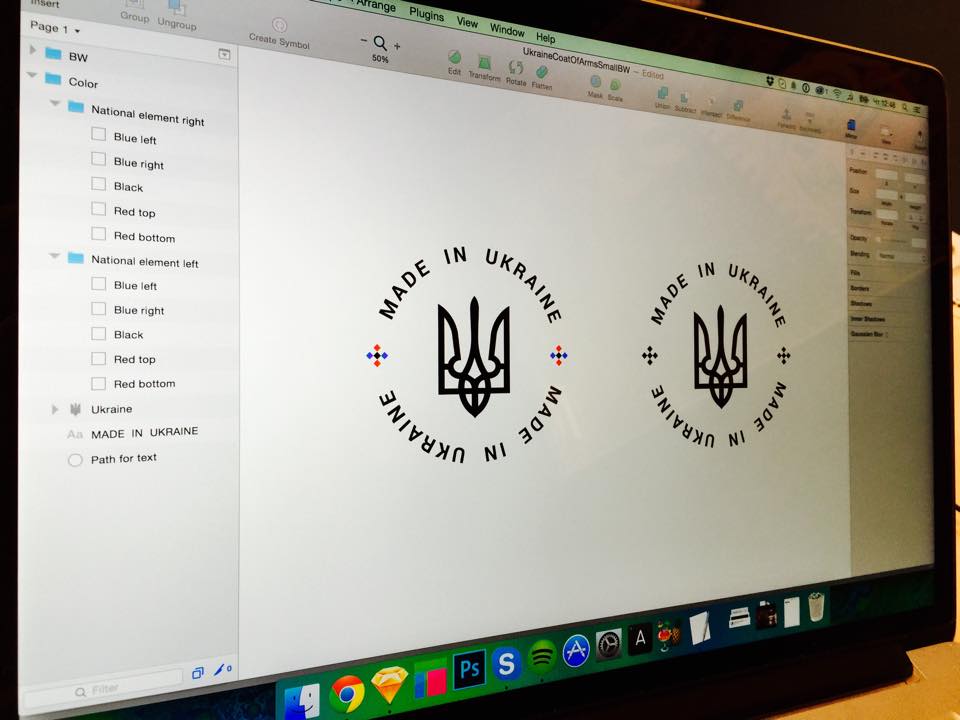 Insert
Arrange
Plugins
View
Window
Help
Group
Ungroup
Create Symbol
50%
UkraineCoatOfArmsSmallBW — Edited
Edit
Transform
Rotate
Flatten
Mask
Scale
Union
Subtract
Intersect
Difference
Page 1
BW
Color
National element right
Blue left
Blue right
Black
Red top
Red bottom
National element left
Blue left
Blue right
Black
Red top
Red bottom
Ukraine
Aa MADE IN UKRAINE
Path for text
Filter
MADE IN UKRAINE
MADE IN UKRAINE
MADE IN UKRAINE
MADE IN UKRAINE
Position
Size
Transform
Opacity
Blending
Normal
Fills
Borders
Shadows
Inner Shadows
Gaussian Blur
Ps
S
A